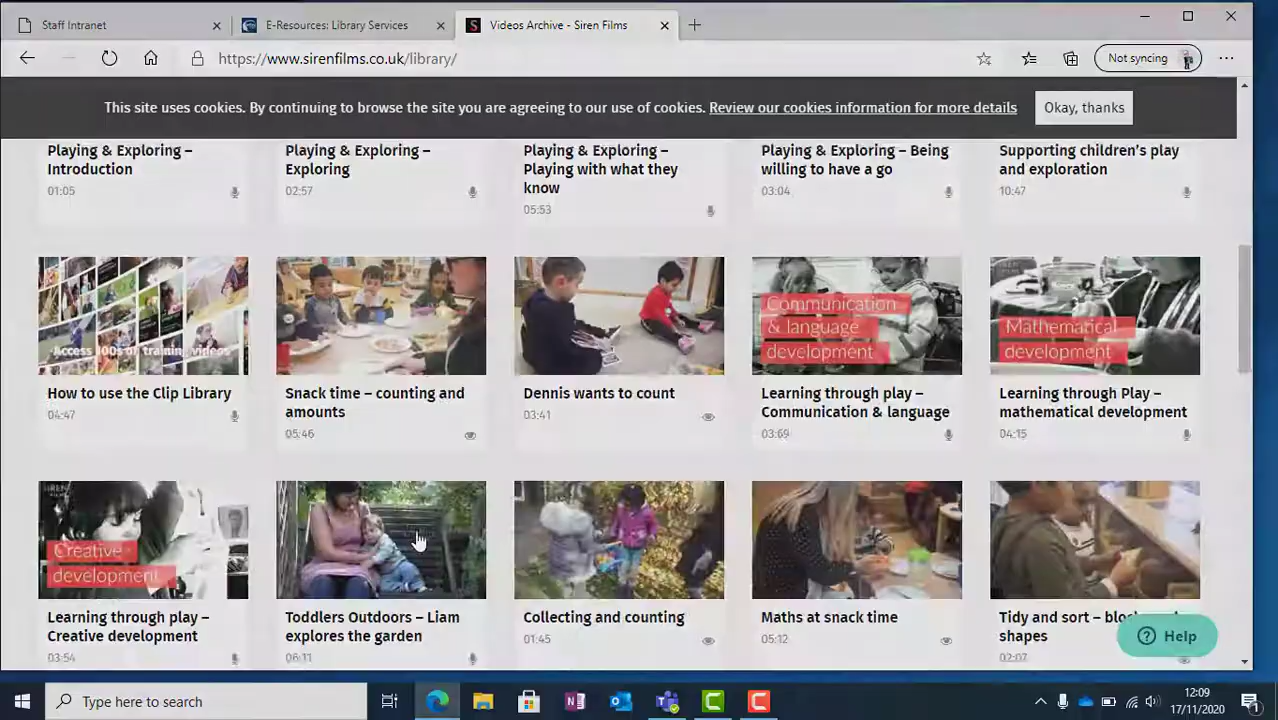 Staff Intranet
E-Resources: Library Services
Videos Archive - Siren Films
https://www.sirenfilms.co.uk/library/
Not syncing
This site uses cookies. By continuing to browse the site you are agreeing to our use of cookies. Review our cookies information for more details
Okay, thanks
Playing & Exploring –
Introduction
01:05
Playing & Exploring –
Exploring
02:57
Playing & Exploring –
Playing with what they
know
05:53
Playing & Exploring – Being
willing to have a go
03:04
Supporting children's play
and exploration
10:47
Access 100s of training videos
How to use the Clip Library
04:47
Snack time – counting and
amounts
05:46
Dennis wants to count
03:41
Communication
& language
development
Learning through play –
Communication & language
03:69
Mathematical
development
Learning through Play –
mathematical development
04:15
Creative
development
Learning through play –
Creative development
03:54
Toddlers Outdoors – Liam
explores the garden
06:11
Collecting and counting
01:45
Maths at snack time
05:12
Tidy and sort –
shapes
02:07
Help
Type here to search
12:09
17/11/2020
1